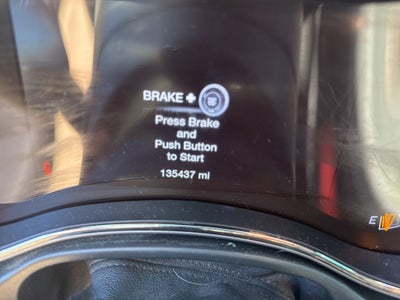 BRAKE +
Press Brake
and
Push Button
to Start
135437 mi
E